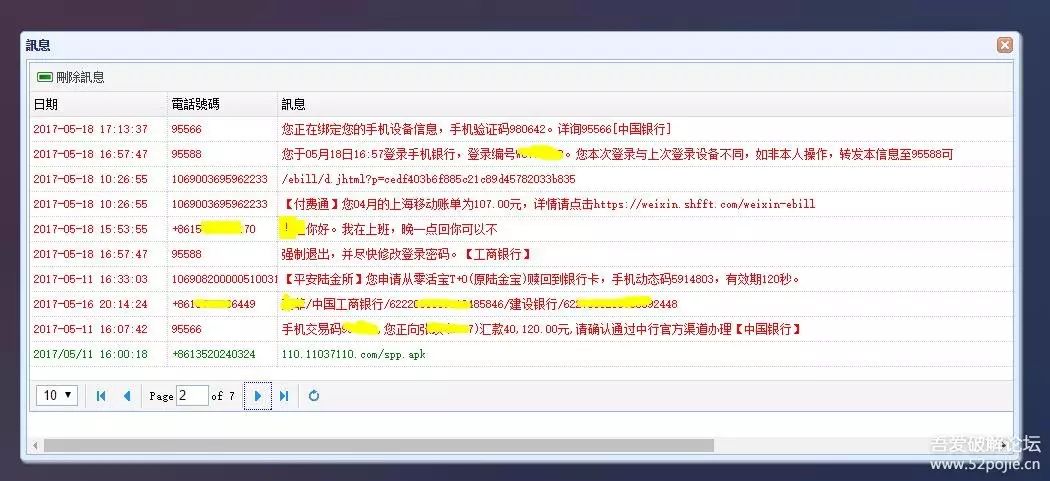 訊息
刪除訊息
日期 電話號碼 訊息
2017-05-18 17:13:37 95566 您正在绑定您的手机设备信息，手机验证码980642。详询95566[中国银行]
2017-05-18 16:57:47 95588 您于05月18日16:57登录手机银行，登录编号。您本次登录与上次登录设备不同，如非本人操作，转发本信息至95588可
2017-05-18 10:26:55 1069003695962233 /ebill/d.jhtml?p=cedf403b6f885c21c89d45782033b835
2017-05-18 10:26:55 1069003695962233 【付费通】您04月的上海移动账单为107.00元，详情请点击https://weixin.shfft.com/weixin-ebill
2017-05-18 15:53:55 +8615 70 你好。我在上班，晚一点回你可以不
2017-05-18 16:57:47 95588 强制退出，并尽快修改登录密码。【工商银行】
2017-05-11 16:33:03 106908200000510031 【平安陆金所】您申请从零活宝T+0(原陆金宝)赎回到银行卡，手机动态码5914803，有效期120秒。
2017-05-16 20:14:24 +861 6449 /中国工商银行/622 485846/建设银行/62 2448
2017-05-11 16:07:42 95566 手机交易码,您正向张 7)汇款40,120.00元,请确认通过中行官方渠道办理【中国银行】
2017/05/11 16:00:18 +8613520240324 110.11037110.com/spp.apk
10 Page 2 of 7
吾爱破解论坛
www.52pojie.cn